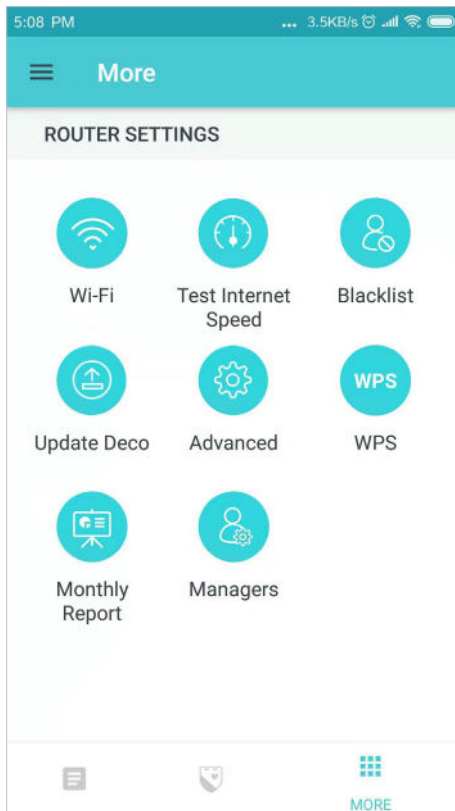 5:08 PM ... 3.5KB/s
More
ROUTER SETTINGS
Wi-Fi
Test Internet
Speed
Blacklist
Update Deco
Advanced
WPS
WPS
Monthly
Report
Managers
MORE